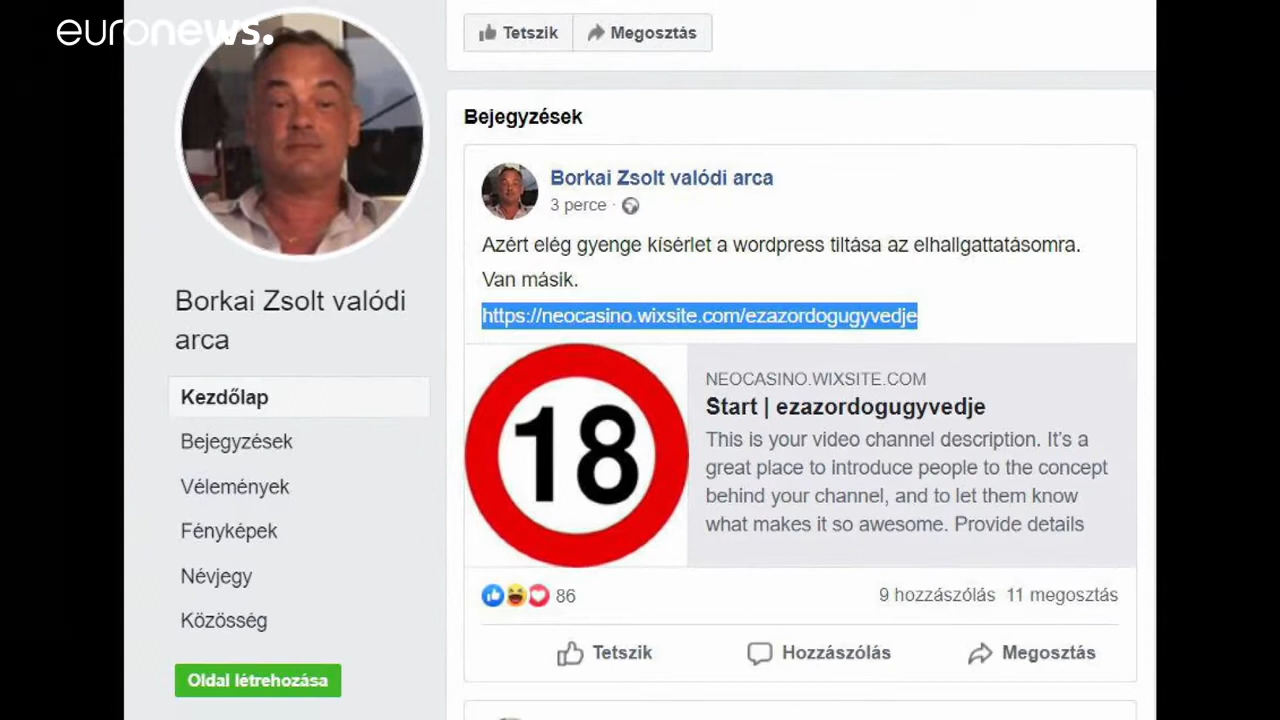 euronews.
Tetszik
Megosztás
Bejegyzések
Borkai Zsolt valódi arca
3 perce ·
Azért elég gyenge kísérlet a wordpress tiltása az elhallgattatásomra.
Van másik.
https://neocasino.wixsite.com/ezazordogugyvedje
18
NEOCASINO.WIXSITE.COM
Start | ezazordogugyvedje
This is your video channel description. It’s a
great place to introduce people to the concept
behind your channel, and to let them know
what makes it so awesome. Provide details
86
9 hozzászólás 11 megosztás
Tetszik
Hozzászólás
Megosztás
Borkai Zsolt valódi
arca
Kezdőlap
Bejegyzések
Vélemények
Fényképek
Névjegy
Közösség
Oldal létrehozása